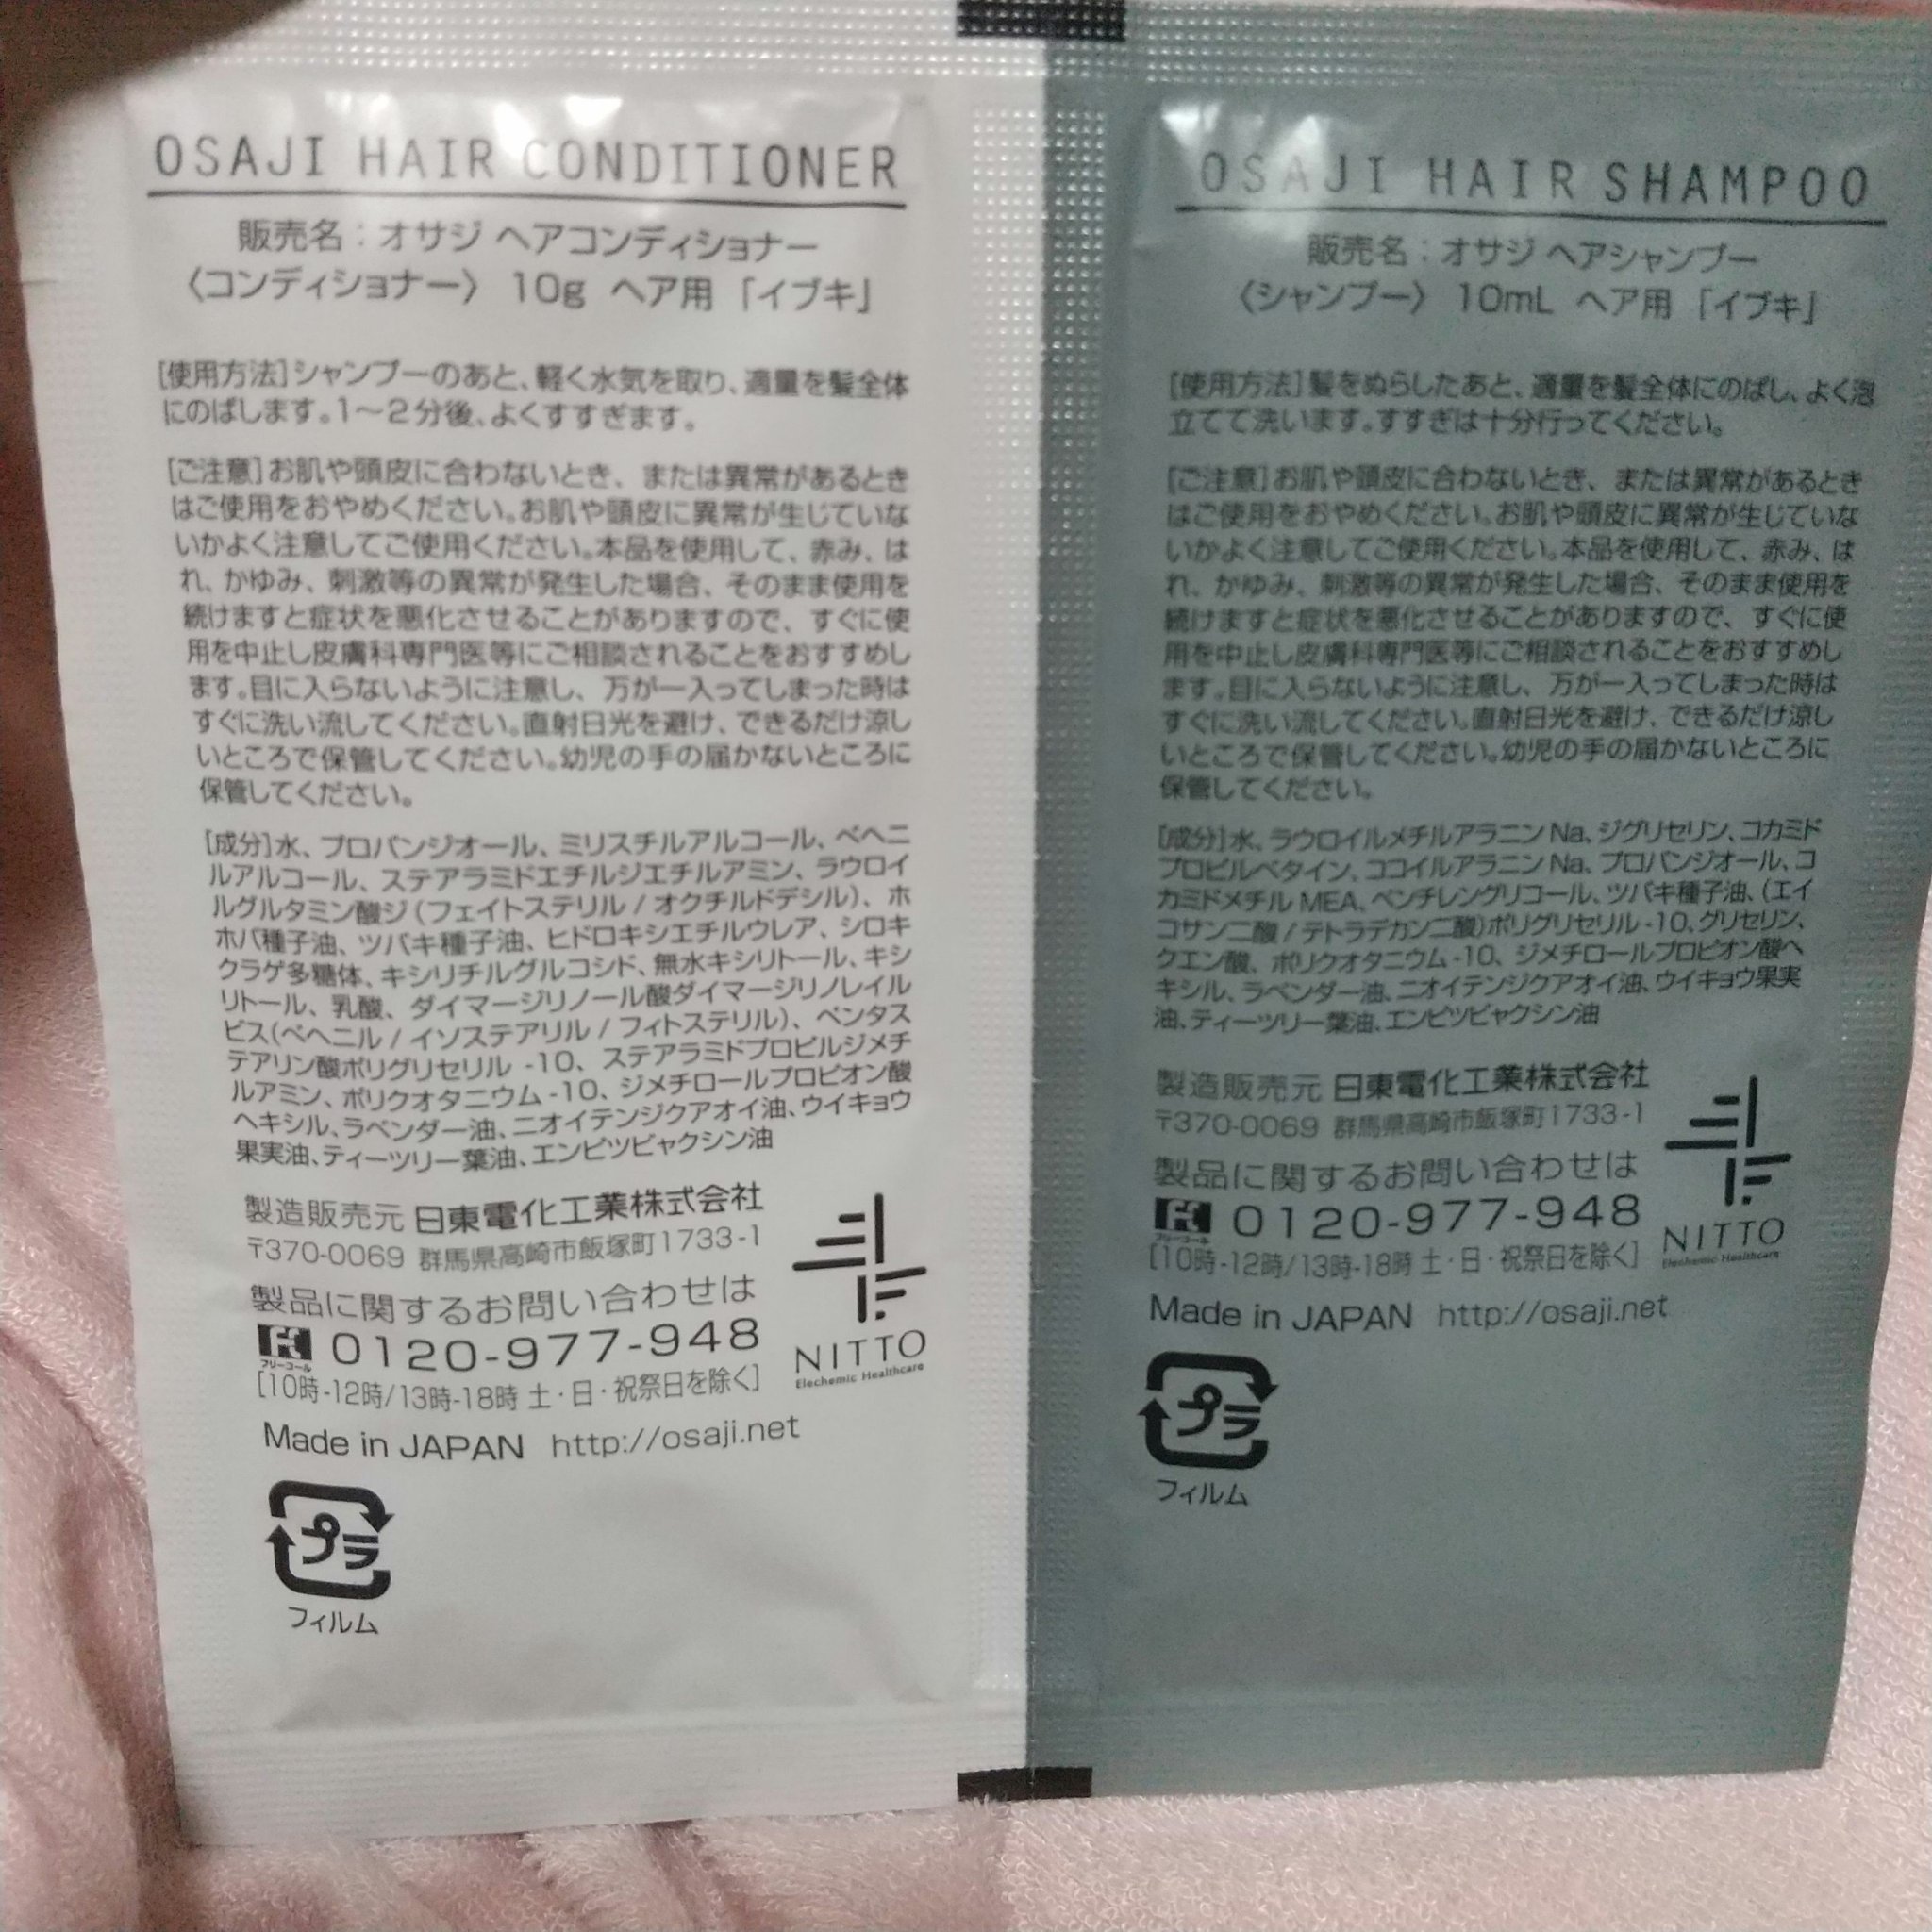 OSAJI HAIR CONDITIONER
販売名：オサジ ヘアコンディショナー
〈コンディショナー〉 10g ヘア用「イブキ」
[使用方法]シャンプーのあと、軽く水気を取り、適量を髪全体
にのばします。1〜2分後、よくすすぎます。
[ご注意]お肌や頭皮に合わないとき、または異常があるとき
はご使用をおやめください。お肌や頭皮に異常が生じていな
いかよく注意してご使用ください。本品を使用して、赤み、は
れ、かゆみ、刺激等の異常が発生した場合、そのまま使用を
続けますと症状を悪化させることがありますので、すぐに使
用を中止し皮膚科専門医等にご相談されることをおすすめし
ます。目に入らないように注意し、万が一入ってしまった時は
すぐに洗い流してください。直射日光を避け、できるだけ涼し
いところで保管してください。幼児の手の届かないところに
保管してください。
[成分]水、プロパンジオール、ミリスチルアルコール、ベヘニ
ルアルコール、ステアラミドエチルジエチルアミン、ラウロイ
ルグルタミン酸ジ(フェイトステリル / オクチルドデシル)、ホ
ホバ種子油、ツバキ種子油、ヒドロキシエチルウレア、シロキ
クラゲ多糖体、キシリチルグルコシド、無水キシリトール、キシ
リトール、乳酸、ダイマージリノール酸ダイマージリノレイル
ビス(ベヘニル / イソステアリル / フィトステリル)、ペンタス
テアリン酸ポリグリセリル -10、ステアラミドプロピルジメチ
ルアミン、ポリクオタニウム-10、ジメチロールプロピオン酸
ヘキシル、ラベンダー油、ニオイテンジクアオイ油、ウイキョウ
果実油、ティーツリー葉油、エンピツビャクシン油
製造販売元 日東電化工業株式会社
〒370-0069 群馬県高崎市飯塚町1733-1
製品に関するお問い合わせは
フリーコール 0120-977-948
[10時-12時/13時-18時 土・日・祝祭日を除く]
NITTO
Elechemic Healthcare
Made in JAPAN http://osaji.net
プラ
フィルム
OSAJI HAIR SHAMPOO
販売名：オサジ ヘアシャンプー
〈シャンプー〉 10mL ヘア用「イブキ」
[使用方法]髪をぬらしたあと、適量を髪全体にのばし、よく泡
立てて洗います。すすぎは十分行ってください。
[ご注意]お肌や頭皮に合わないとき、または異常があるとき
はご使用をおやめください。お肌や頭皮に異常が生じていな
いかよく注意してご使用ください。本品を使用して、赤み、は
れ、かゆみ、刺激等の異常が発生した場合、そのまま使用を
続けますと症状を悪化させることがありますので、すぐに使
用を中止し皮膚科専門医等にご相談されることをおすすめし
ます。目に入らないように注意し、万が一入ってしまった時は
すぐに洗い流してください。直射日光を避け、できるだけ涼し
いところで保管してください。幼児の手の届かないところに
保管してください。
[成分]水、ラウロイルメチルアラニンNa、ジグリセリン、コカミド
プロピルベタイン、ココイルアラニンNa、プロパンジオール、コ
カミドメチルMEA、ペンチレングリコール、ツバキ種子油、(エイ
コサン二酸 / テトラデカン二酸)ポリグリセリル -10、グリセリン、
クエン酸、ポリクオタニウム-10、ジメチロールプロピオン酸ヘ
キシル、ラベンダー油、ニオイテンジクアオイ油、ウイキョウ果実
油、ティーツリー葉油、エンピツビャクシン油
製造販売元 日東電化工業株式会社
〒370-0069 群馬県高崎市飯塚町1733-1
製品に関するお問い合わせは
フリーコール 0120-977-948
[10時-12時/13時-18時 土・日・祝祭日を除く]
NITTO
Elechemic Healthcare
Made in JAPAN http://osaji.net
プラ
フィルム